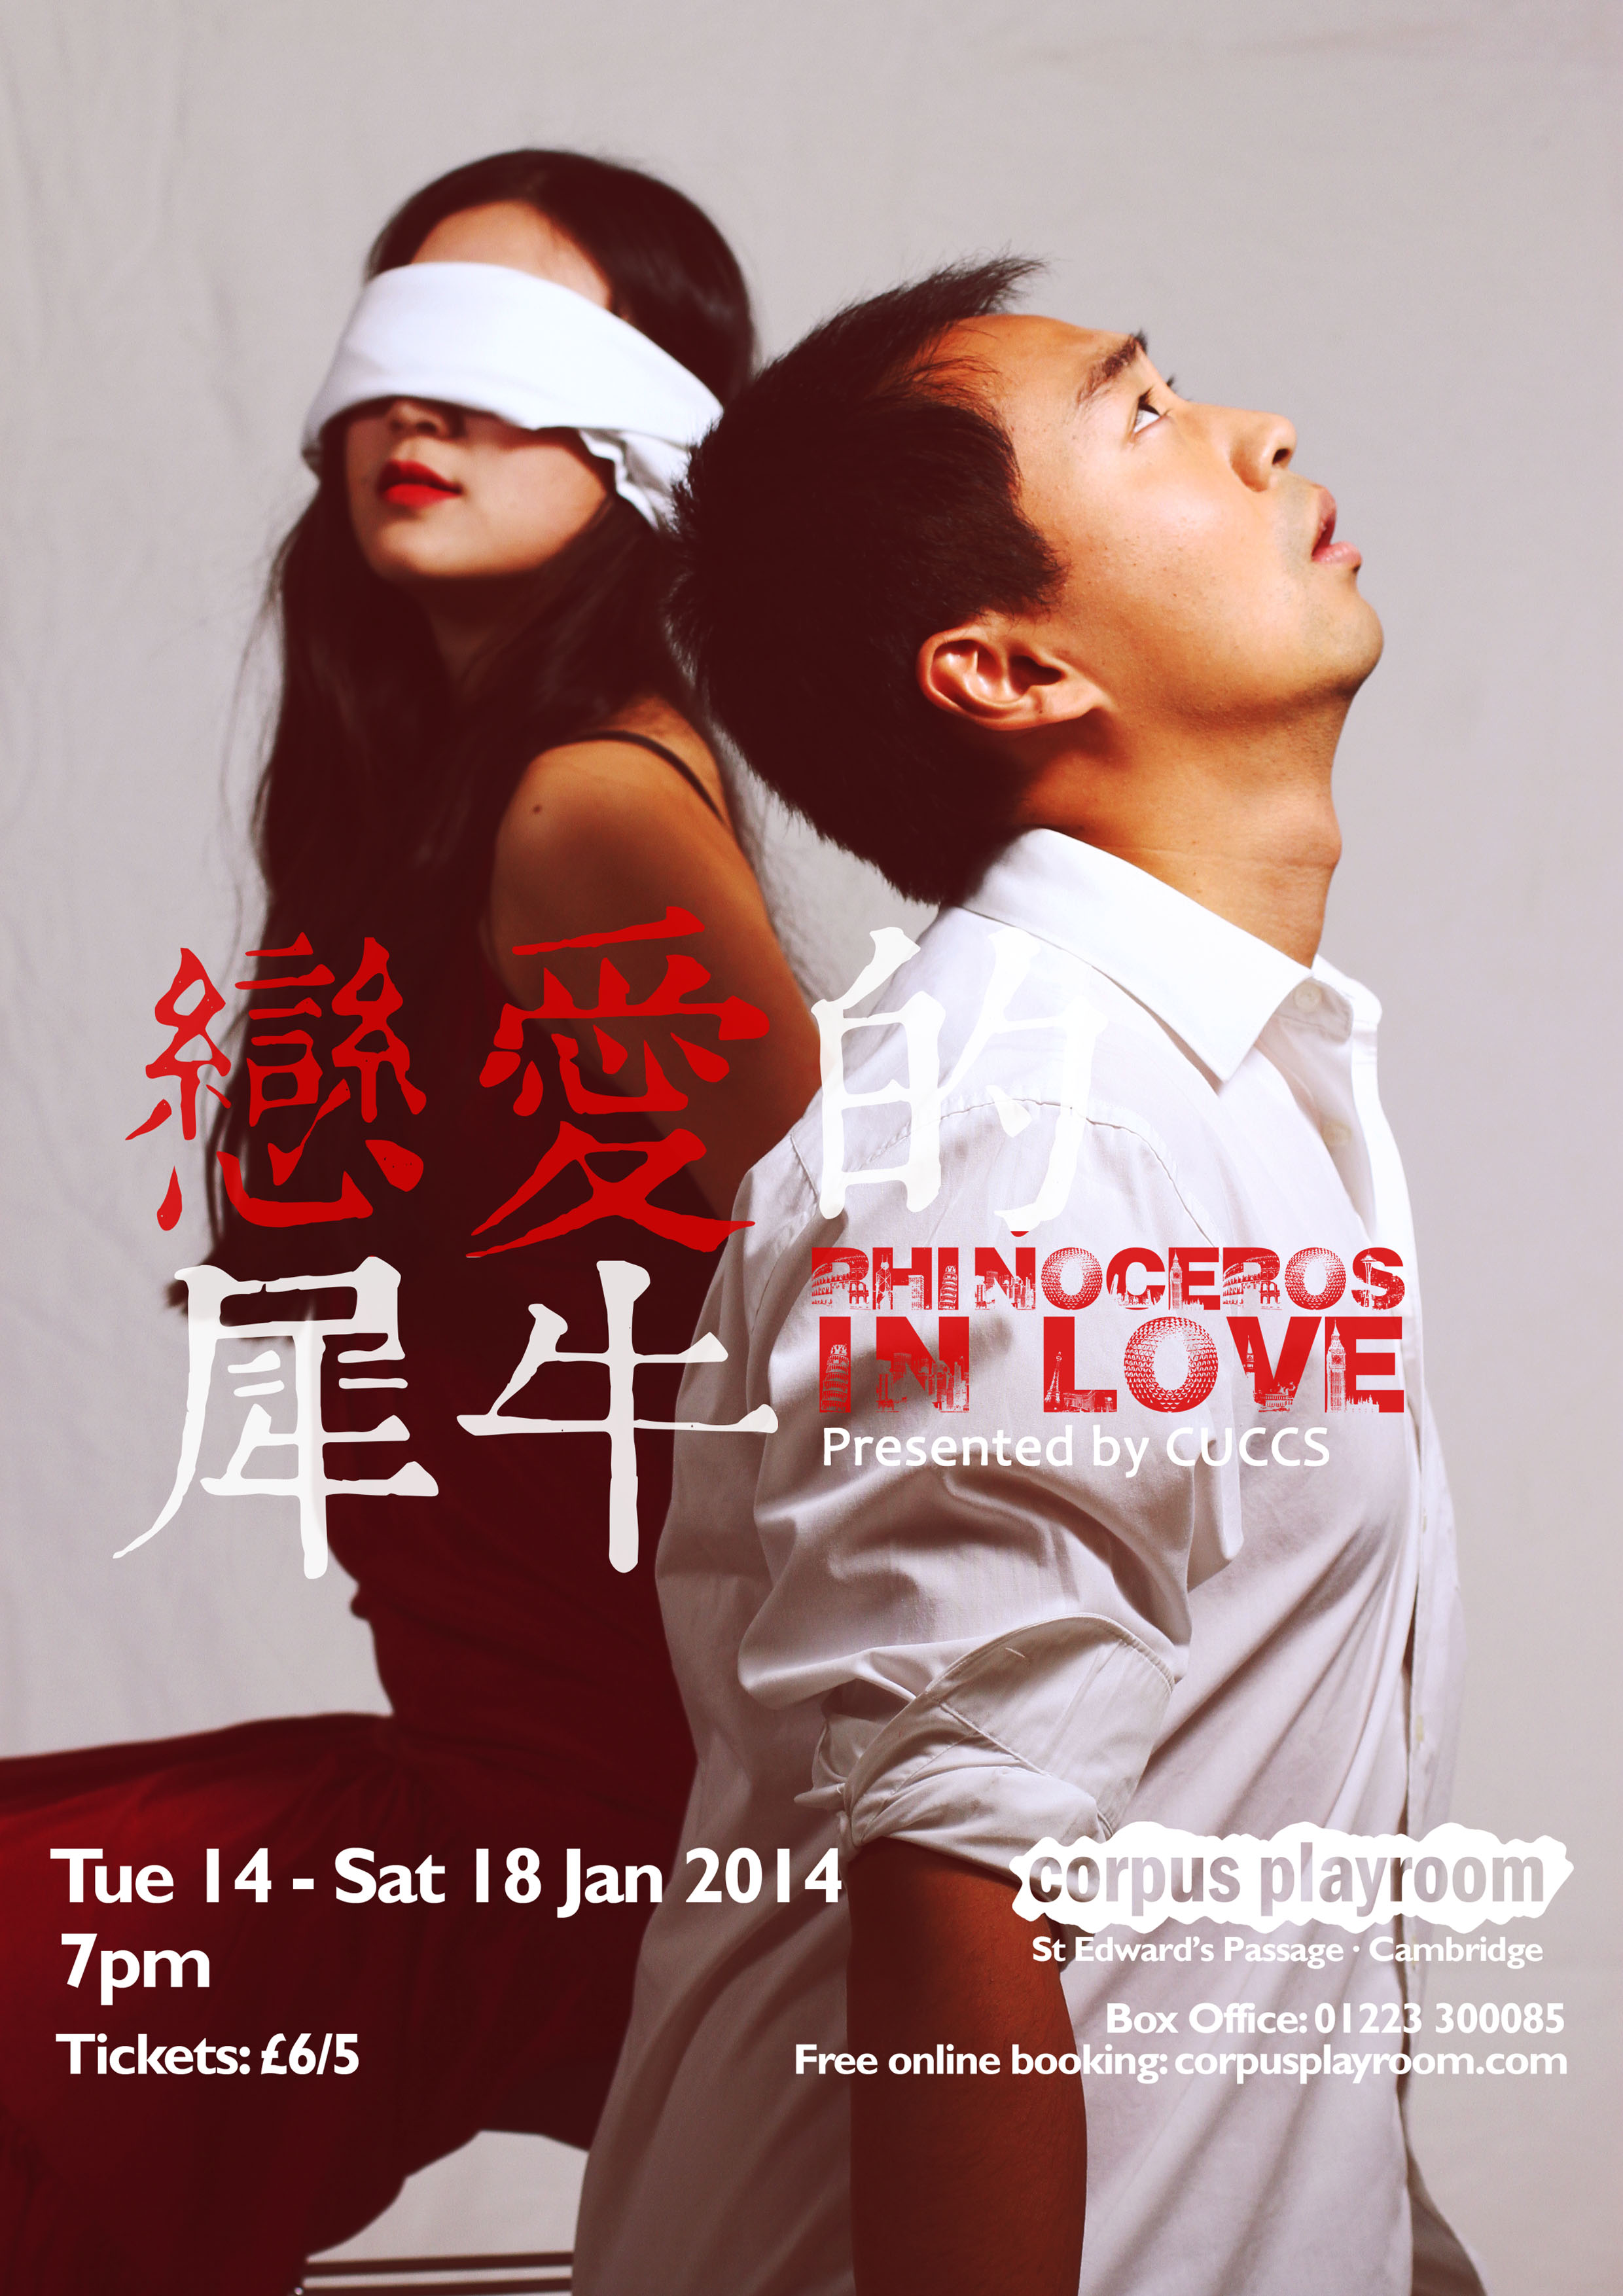 戀愛的
犀牛
RHINOCEROS
IN LOVE
Presented by CUCCS
Tue 14 - Sat 18 Jan 2014
7pm
Tickets: £6/5
corpus playroom
St Edward's Passage · Cambridge
Box Office: 01223 300085
Free online booking: corpusplayroom.com